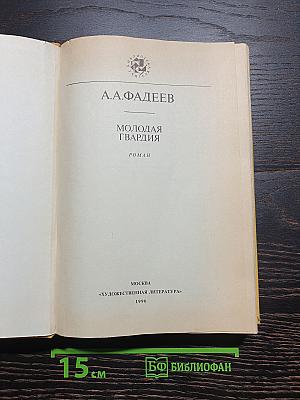 А.А.ФАДЕЕВ
МОЛОДАЯ
ГВАРДИЯ
РОМАН
МОСКВА
«ХУДОЖЕСТВЕННАЯ ЛИТЕРАТУРА»
1990
15 см
БФ БИБЛИОФАН